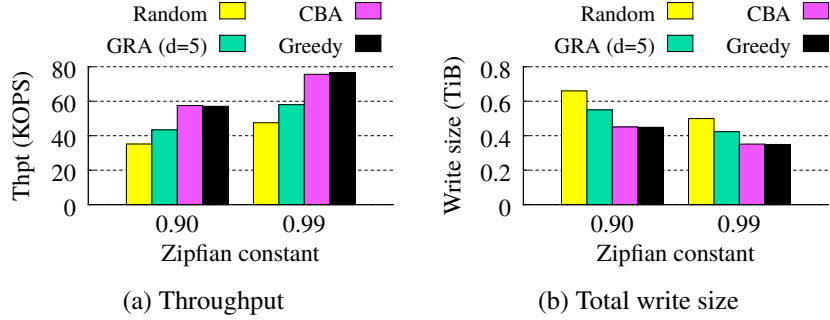 Random
CBA
GRA (d=5)
Greedy
80
60
40
20
0
Thpt (KOPS)
0.90
0.99
Zipfian constant
(a) Throughput
Random
CBA
GRA (d=5)
Greedy
0.8
0.6
0.4
0.2
0
Write size (TiB)
0.90
0.99
Zipfian constant
(b) Total write size